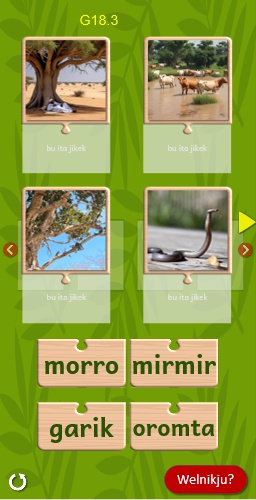 G18.3
bu ita jikek
bu ita jikek
bu ita jikek
bu ita jikek
morro
mirmir
garik
oromta
Welnikju?